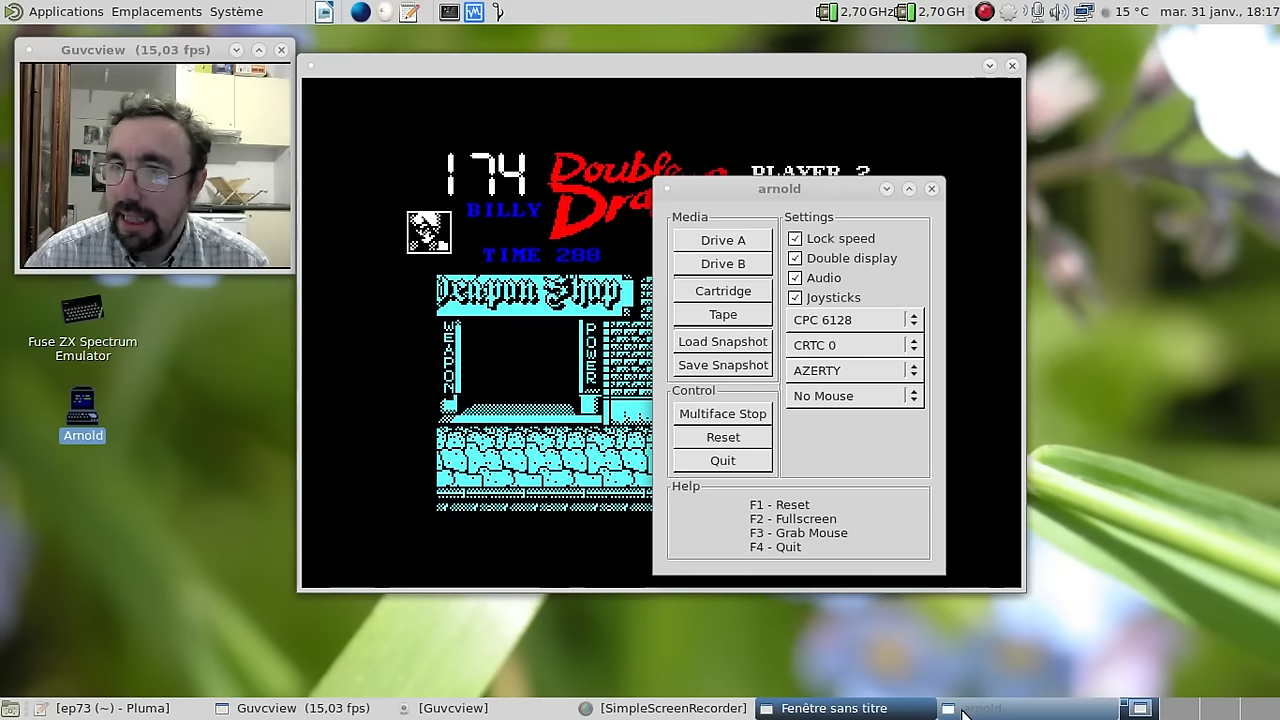 Applications Emplacements Système
2,70 GHz 2,70 GH
15 °C mar. 31 janv., 18:17
Guvcview (15,03 fps)
174
Double
BILLY
PLAYER 2
TIME 288
Weapon Shop
WEAPON
POWER
arnold
Media
Drive A
Drive B
Cartridge
Tape
Load Snapshot
Save Snapshot
Control
Multiface Stop
Reset
Quit
Settings
Lock speed
Double display
Audio
Joysticks
CPC 6128
CRTC 0
AZERTY
No Mouse
Help
F1 - Reset
F2 - Fullscreen
F3 - Grab Mouse
F4 - Quit
Fuse ZX Spectrum
Emulator
Arnold
[ep73 (~) - Pluma]
Guvcview (15,03 fps)
[Guvcview]
[SimpleScreenRecorder]
Fenêtre sans titre
arnold